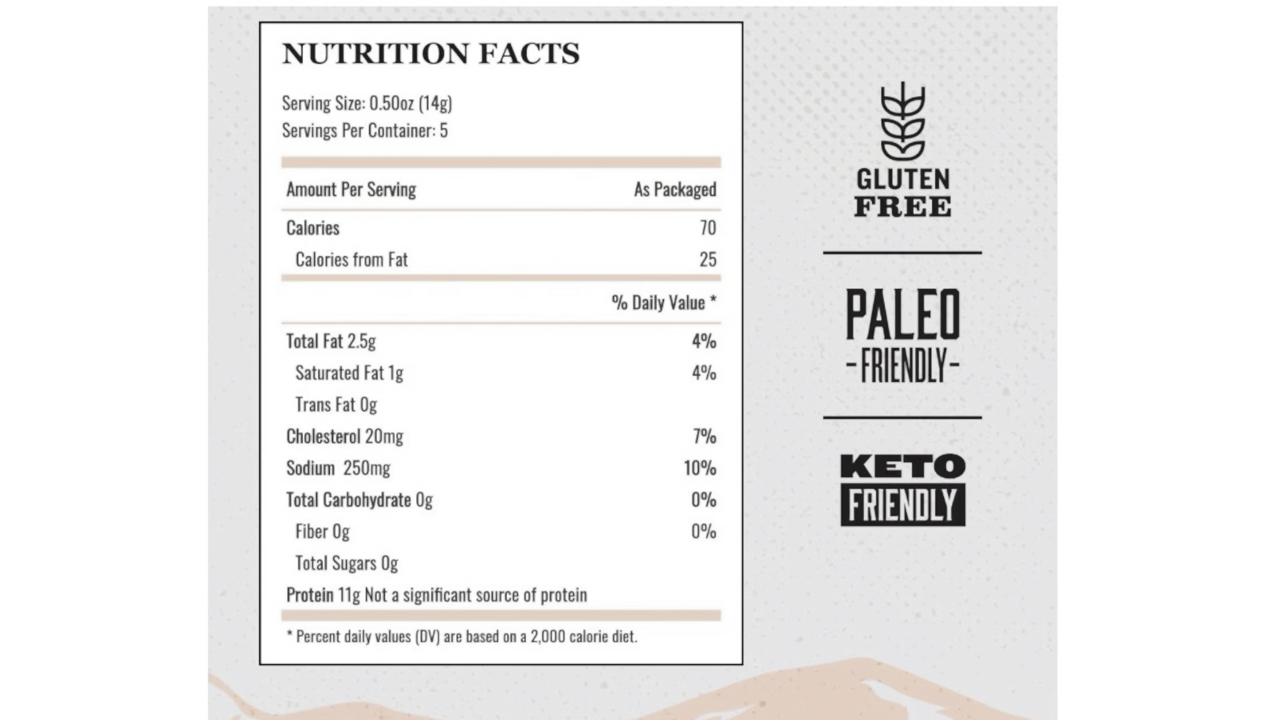 NUTRITION FACTS
Serving Size: 0.50oz (14g)
Servings Per Container: 5
Amount Per Serving As Packaged
Calories 70
Calories from Fat 25
% Daily Value *
Total Fat 2.5g 4%
Saturated Fat 1g 4%
Trans Fat 0g
Cholesterol 20mg 7%
Sodium 250mg 10%
Total Carbohydrate 0g 0%
Fiber 0g 0%
Total Sugars 0g
Protein 11g Not a significant source of protein
* Percent daily values (DV) are based on a 2,000 calorie diet.
GLUTEN
FREE
PALEO
-FRIENDLY-
KETO
FRIENDLY